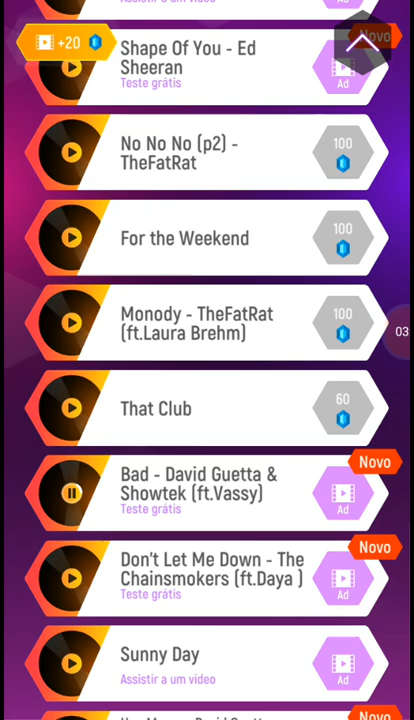 Assistir a um vídeo
Novo
+20
Shape Of You - Ed
Sheeran
Teste grátis
Ad
No No No (p2) -
TheFatRat
100
For the Weekend
100
Monody - TheFatRat
(ft.Laura Brehm)
100
03
That Club
60
Novo
Bad - David Guetta &
Showtek (ft.Vassy)
Teste grátis
Ad
Novo
Don't Let Me Down - The
Chainsmokers (ft.Daya )
Teste grátis
Ad
Sunny Day
Assistir a um vídeo
Ad
Novo